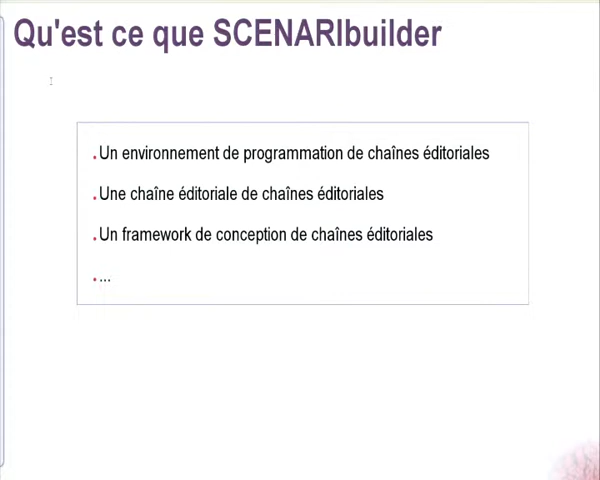 Qu'est ce que SCENARIbuilder
.Un environnement de programmation de chaînes éditoriales
.Une chaîne éditoriale de chaînes éditoriales
.Un framework de conception de chaînes éditoriales
....